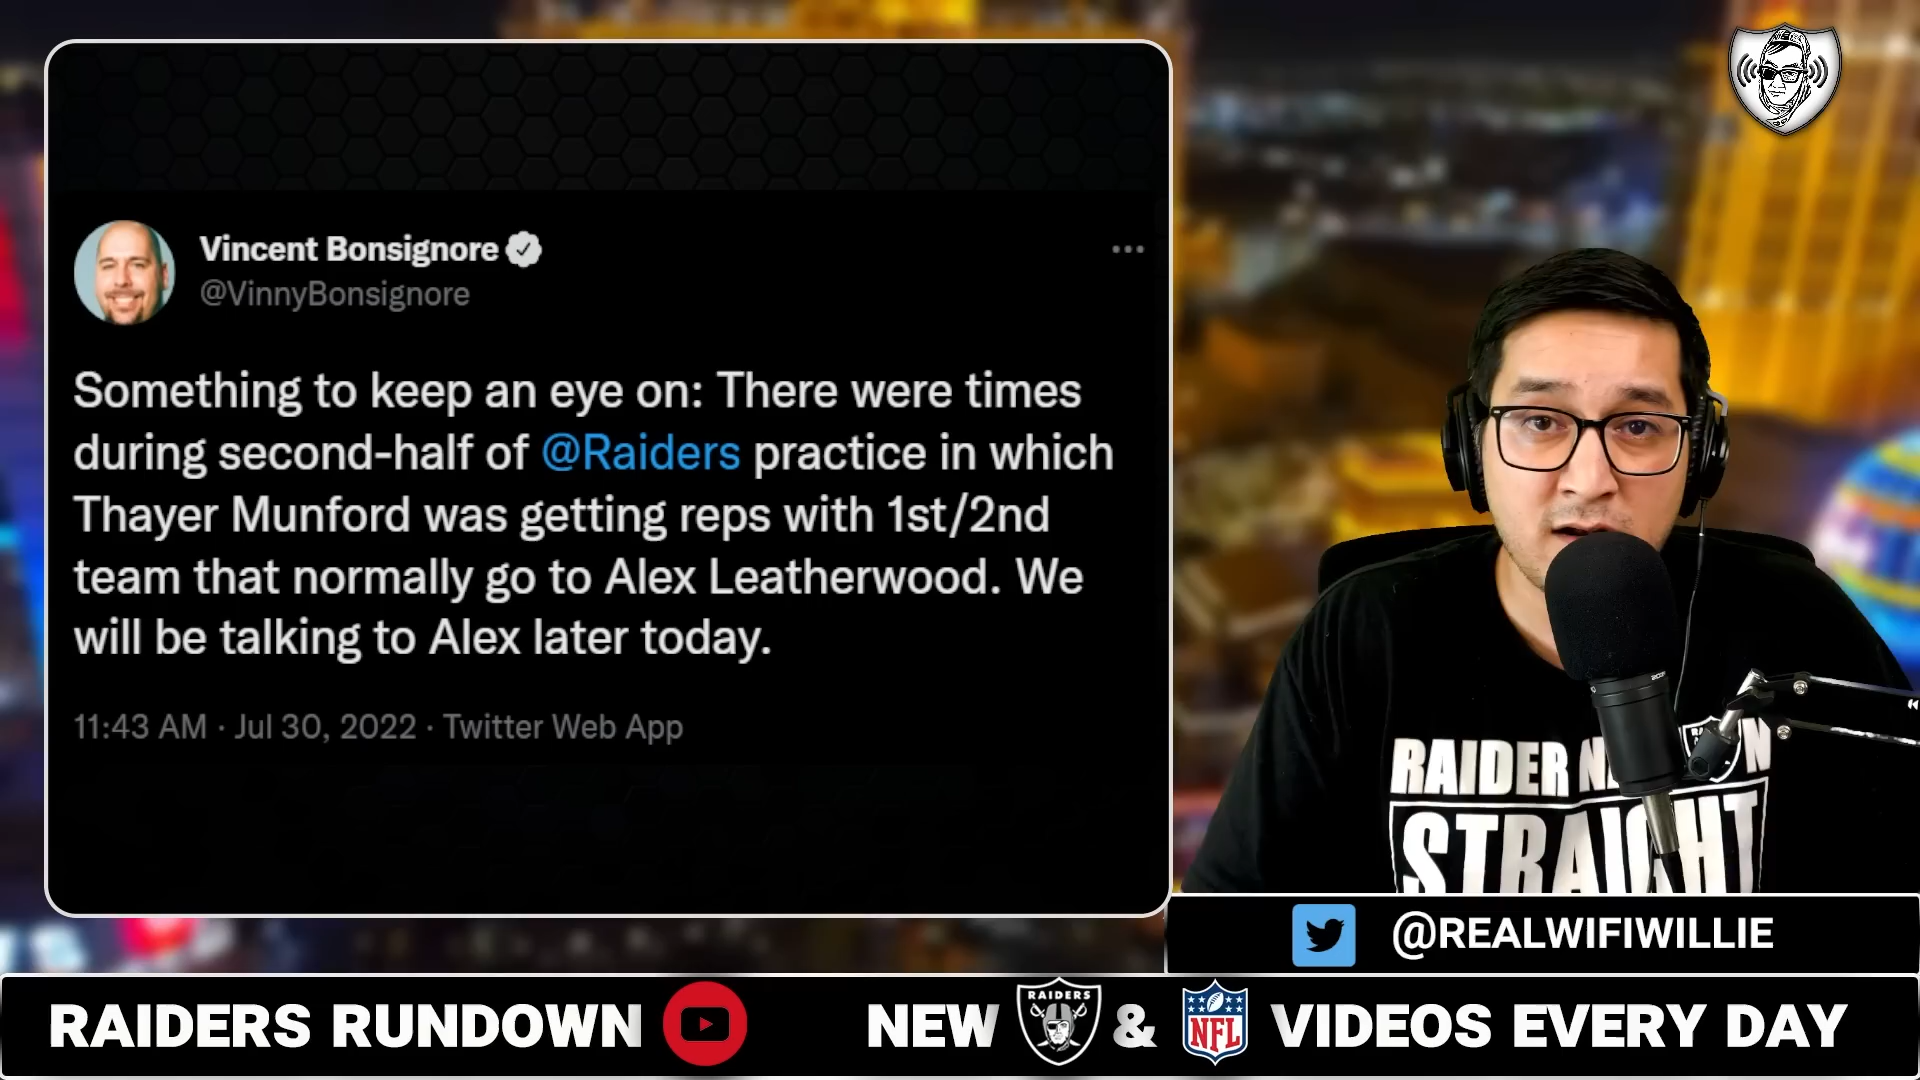 Vincent Bonsignore
@VinnyBonsignore
Something to keep an eye on: There were times
during second-half of @Raiders practice in which
Thayer Munford was getting reps with 1st/2nd
team that normally go to Alex Leatherwood. We
will be talking to Alex later today.
11:43 AM · Jul 30, 2022 · Twitter Web App
RAIDER N N
STRAIGHT
@REALWIFIWILLIE
RAIDERS RUNDOWN
NEW RAIDERS & NFL VIDEOS EVERY DAY